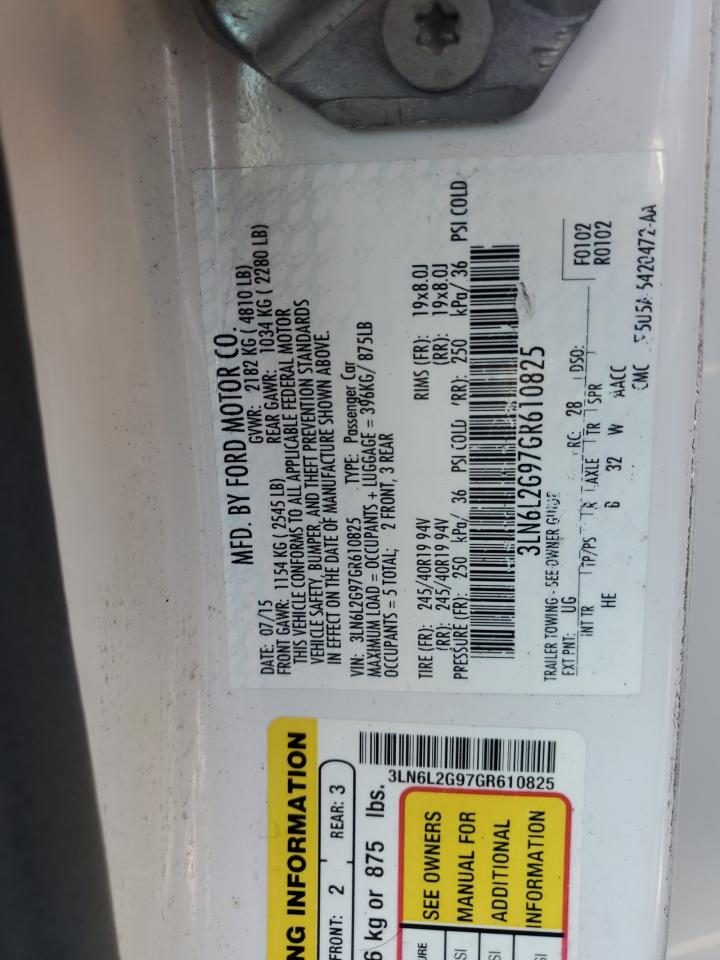 MFD. BY FORD MOTOR CO.
DATE: 07/15 GVWR: 2182 KG ( 4810 LB)
FRONT GAWR: 1154 KG ( 2545 LB) REAR GAWR: 1034 KG ( 2280 LB)
THIS VEHICLE CONFORMS TO ALL APPLICABLE FEDERAL MOTOR
VEHICLE SAFETY, BUMPER, AND THEFT PREVENTION STANDARDS
IN EFFECT ON THE DATE OF MANUFACTURE SHOWN ABOVE.
VIN: 3LN6L2G97GR610825 TYPE: Passenger Car
MAXIMUM LOAD = OCCUPANTS + LUGGAGE = 396KG/ 875LB
OCCUPANTS = 5 TOTAL; 2 FRONT, 3 REAR
TIRE (FR): 245/40R19 94V RIMS (FR): 19x8.0J
(RR): 245/40R19 94V (RR): 19x8.0J
PRESSURE (FR): 250 kPa/ 36 PSI COLD (RR): 250 kPa/ 36 PSI COLD
3LN6L2G97GR610825
TRAILER TOWING - SEE OWNER GUIDE
EXT PNT: UG RC: 28 DSO: F0102
R0102
INT TR TP/PS R AXLE TR SPR
HE B 32 W AACC
5420472-AA
NG INFORMATION
FRONT: 2 REAR: 3
6 kg or 875 lbs.
3LN6L2G97GR610825
SEE OWNERS
MANUAL FOR
ADDITIONAL
INFORMATION